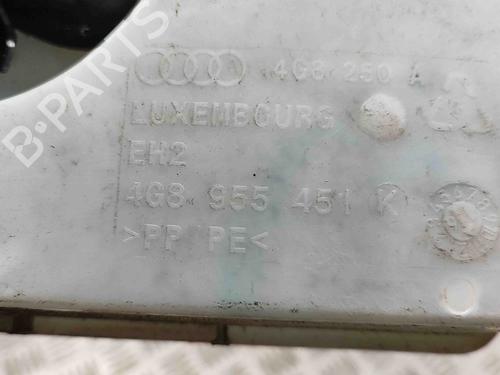 4G8 250 A
LUXEMBOURG
EH2
4G8 955 451 K
>PP PE<
B-PARTS